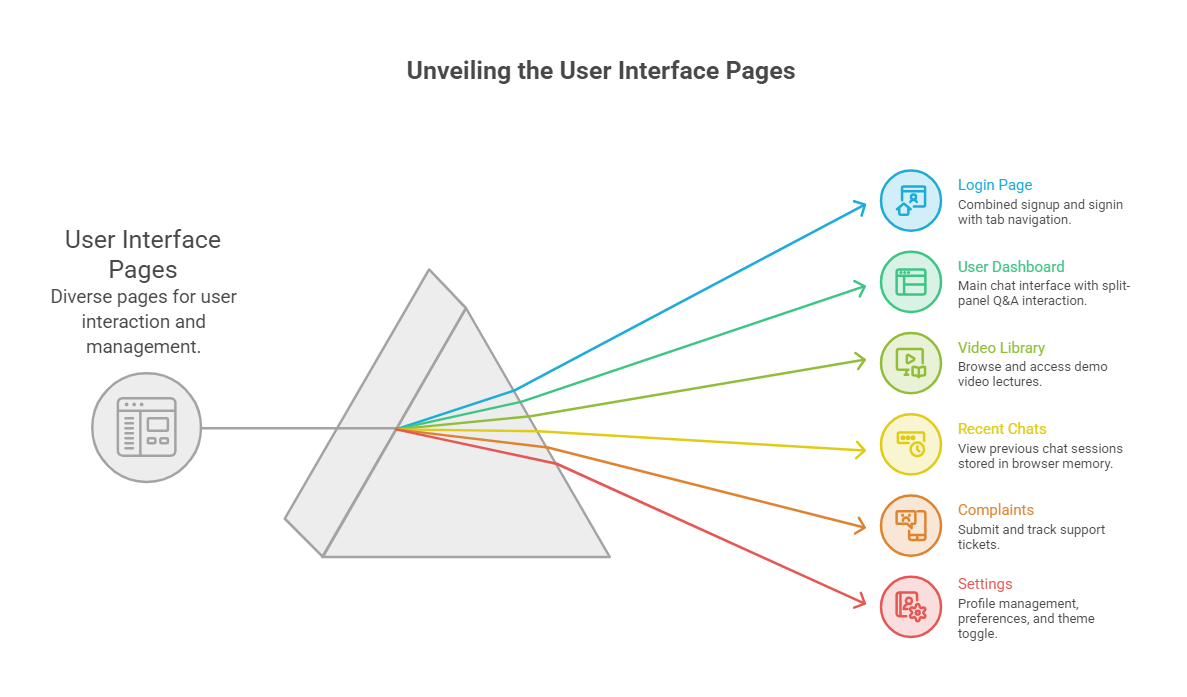 Unveiling the User Interface Pages
User Interface
Pages
Diverse pages for user
interaction and
management.
Login Page
Combined signup and signin
with tab navigation.
User Dashboard
Main chat interface with split-
panel Q&A interaction.
Video Library
Browse and access demo
video lectures.
Recent Chats
View previous chat sessions
stored in browser memory.
Complaints
Submit and track support
tickets.
Settings
Profile management,
preferences, and theme
toggle.